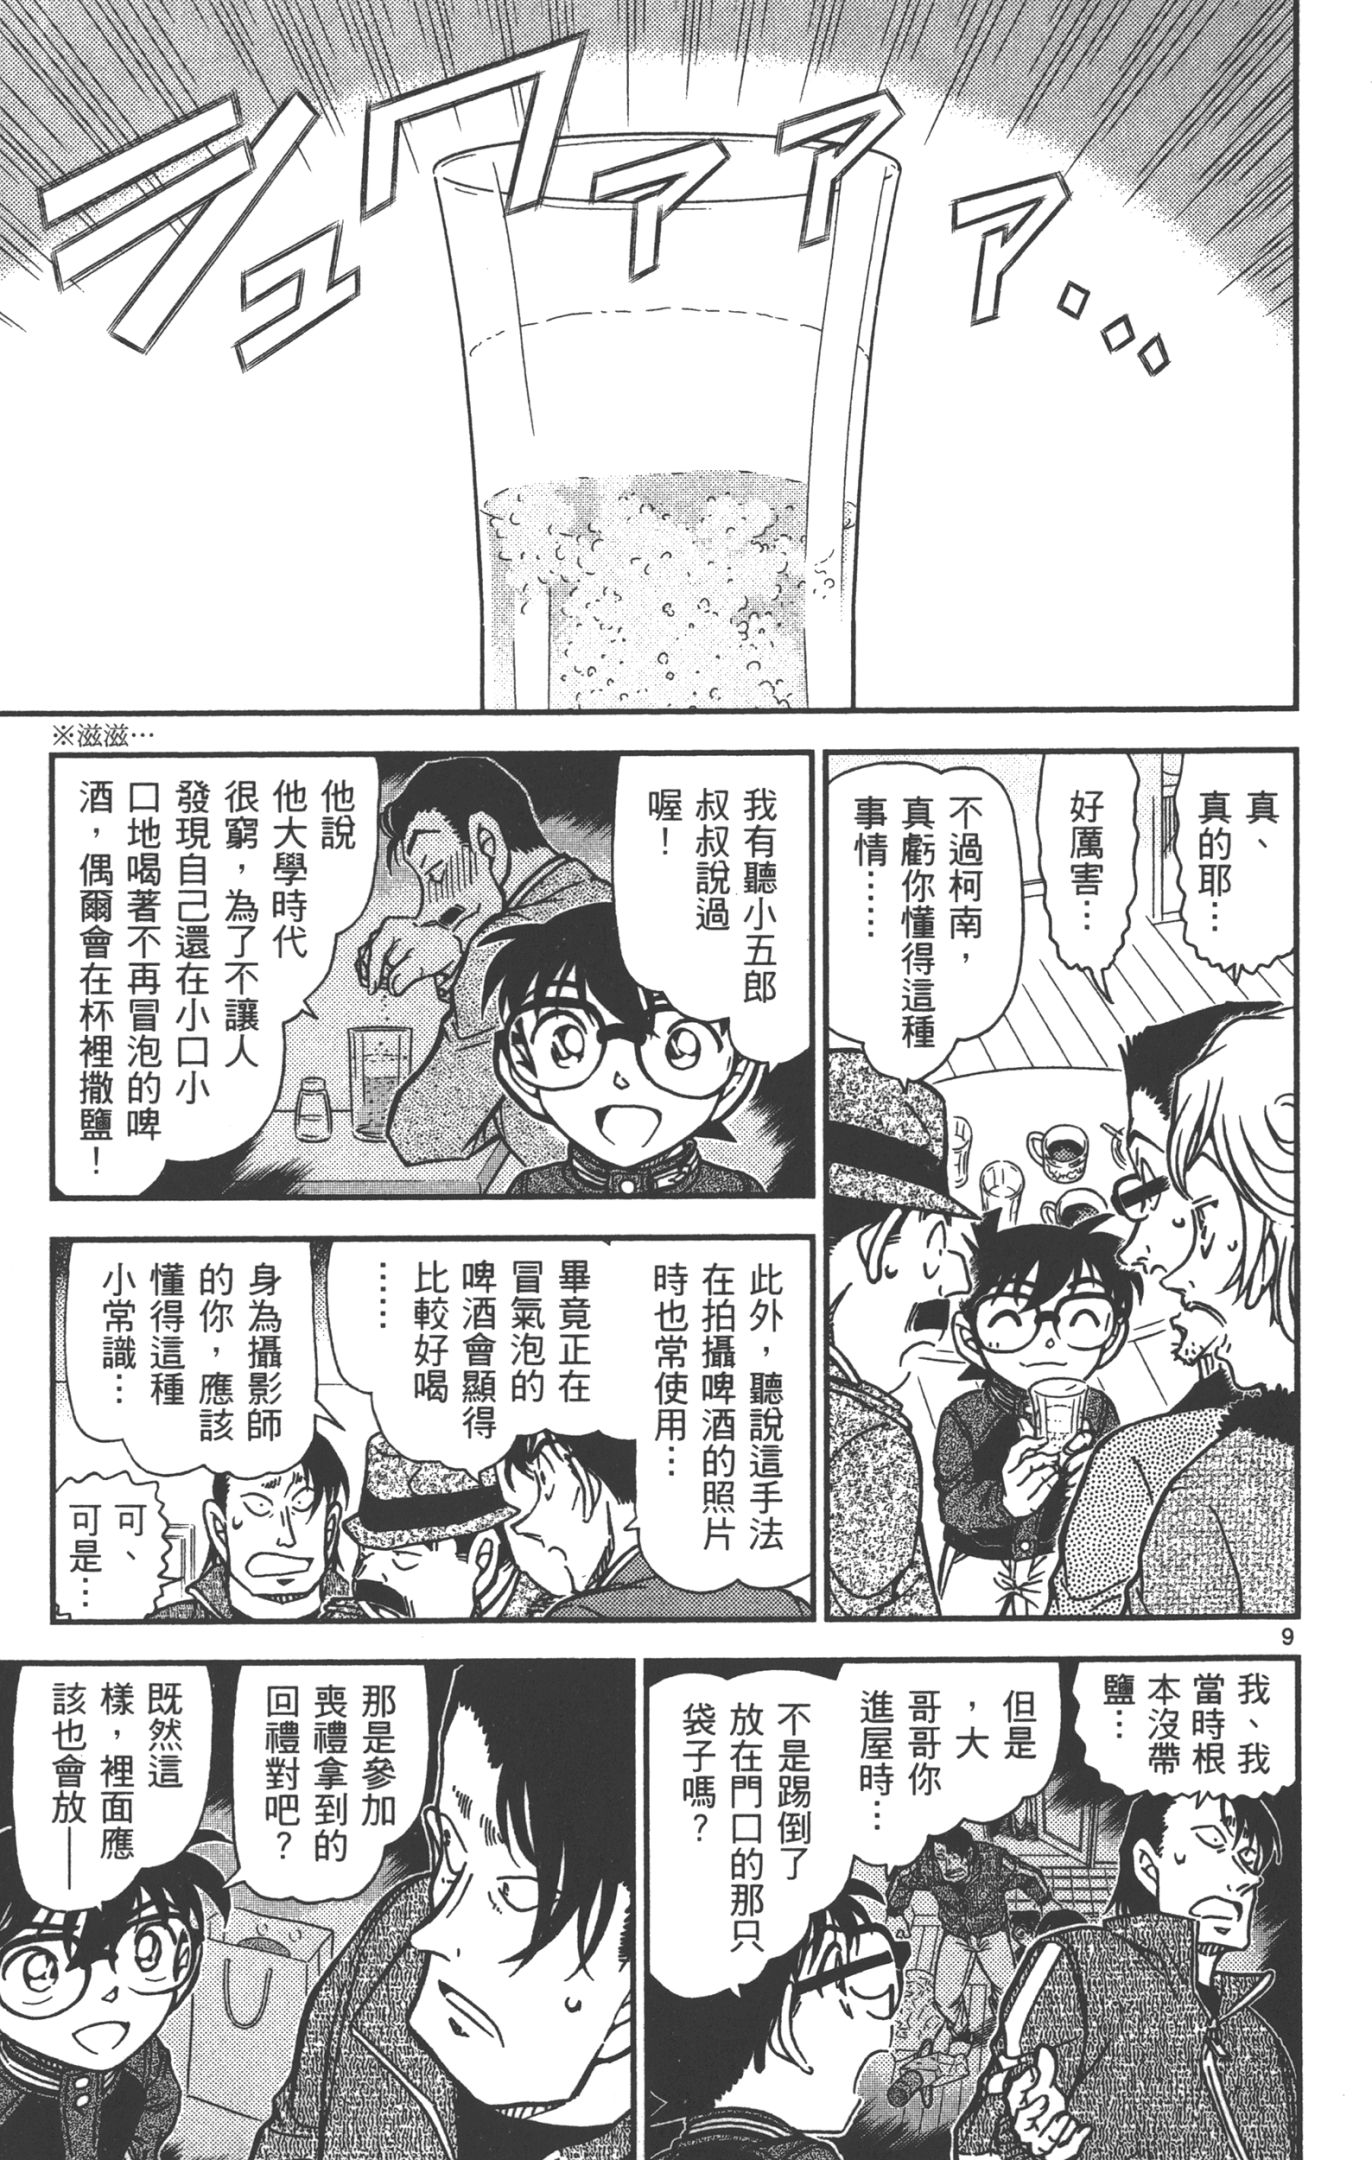 シュワァァァ…
※滋滋…
真、
真的耶…
好厲害…
不過柯南，
真虧你懂得這種
事情……
我有聽小五郎
叔叔說過
喔！
他說
他大學時代
很窮，為了不讓人
發現自己還在小口小
口地喝著不再冒泡的啤
酒，偶爾會在杯裡撒鹽！
此外，聽說這手法
在拍攝啤酒的照片
時也常使用…
畢竟正在
冒氣泡的
啤酒會顯得
比較好喝
……
身為攝影師
的你，應該
懂得這種
小常識…
可、
可是…
9
我、我
當時根
本沒帶
鹽…
但是
，大
哥哥你
進屋時…
不是踢倒了
放在門口的那只
袋子嗎？
那是參加
喪禮拿到的
回禮對吧？
既然這
樣，裡面應
該也會放——